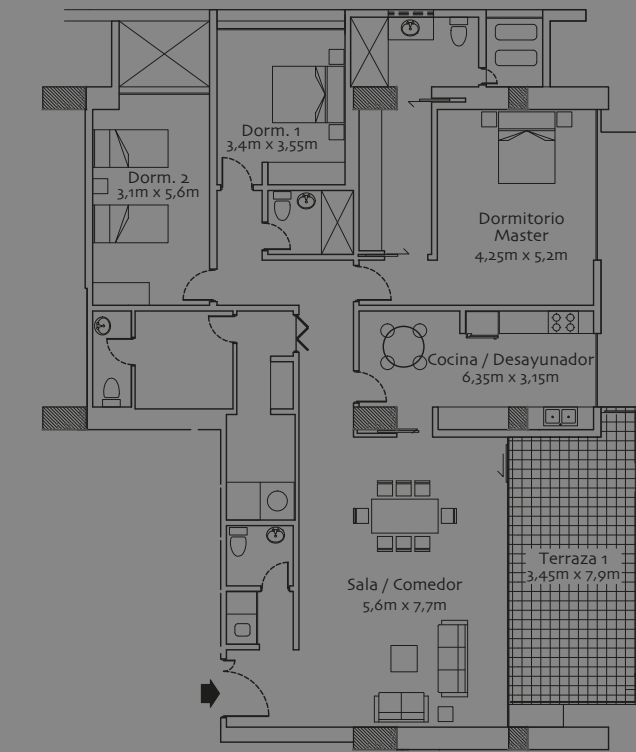 Dorm. 1
3,4m x 3,55m
Dorm. 2
3,1m x 5,6m
Dormitorio
Master
4,25m x 5,2m
Cocina / Desayunador
6,35m x 3,15m
Terraza 1
3,45m x 7,9m
Sala / Comedor
5,6m x 7,7m